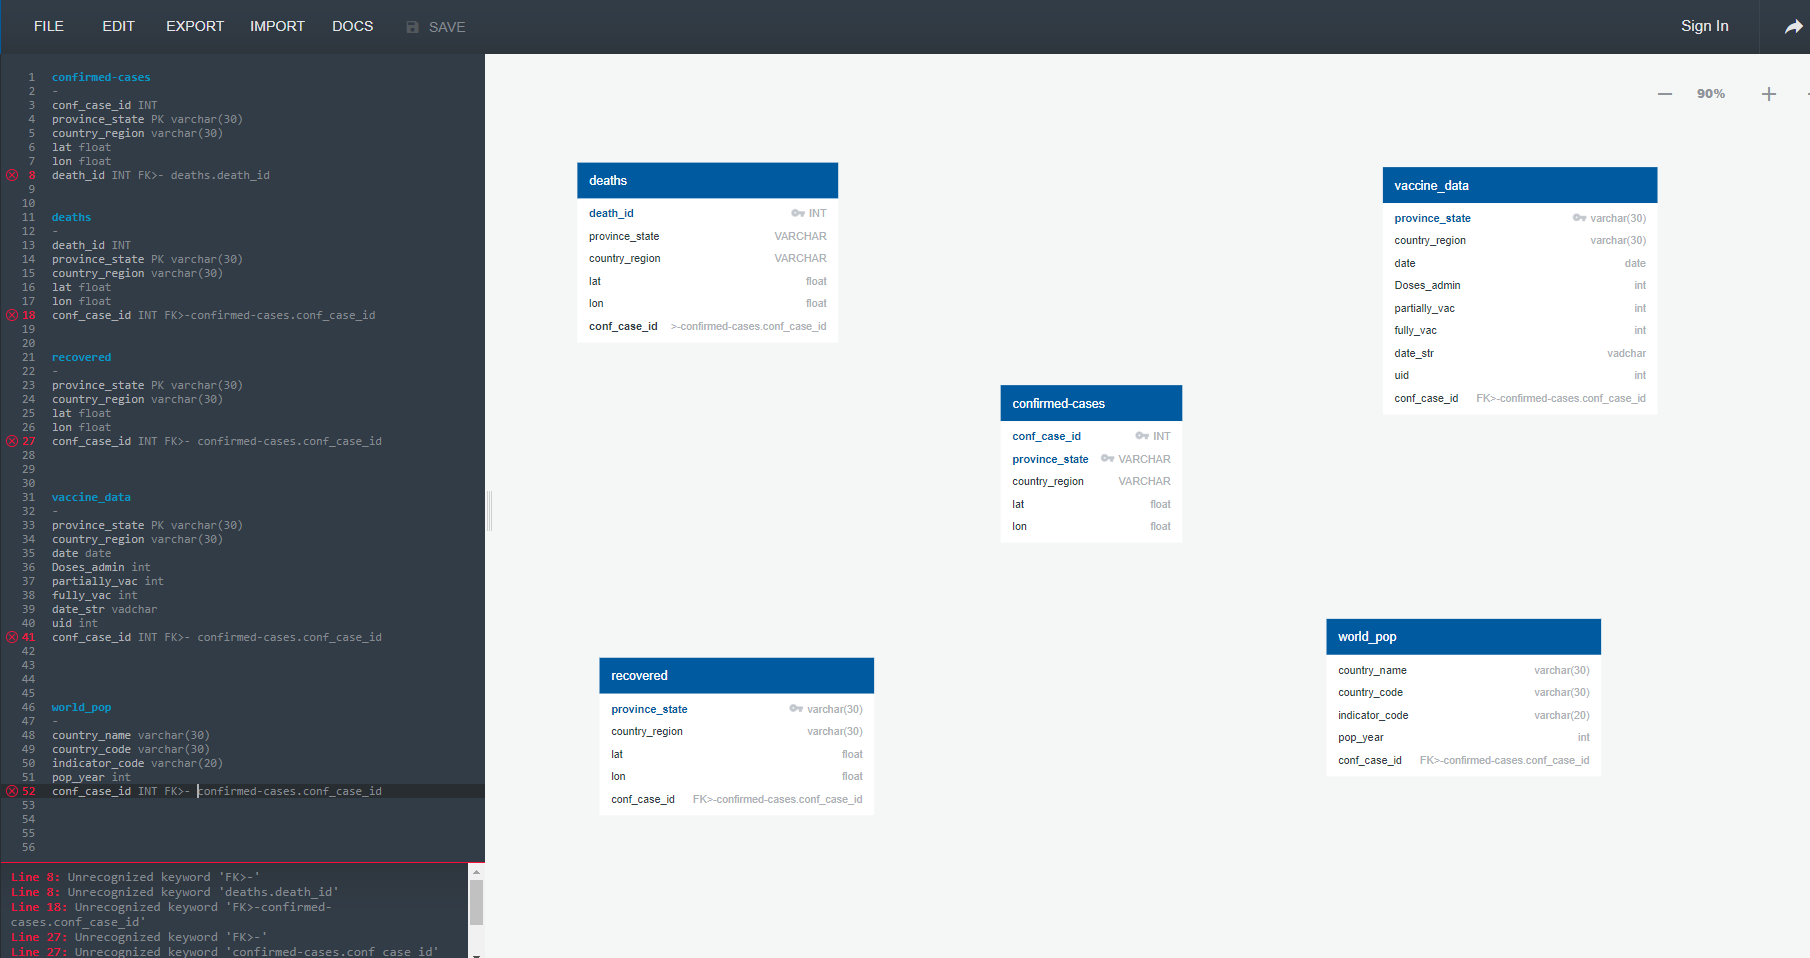 FILE EDIT EXPORT IMPORT DOCS SAVE Sign In
1 confirmed-cases
2 -
3 conf_case_id INT
4 province_state PK varchar(30)
5 country_region varchar(30)
6 lat float
7 lon float
8 death_id INT FK>- deaths.death_id
9
10
11 deaths
12 -
13 death_id INT
14 province_state PK varchar(30)
15 country_region varchar(30)
16 lat float
17 lon float
18 conf_case_id INT FK>-confirmed-cases.conf_case_id
19
20
21 recovered
22 -
23 province_state PK varchar(30)
24 country_region varchar(30)
25 lat float
26 lon float
27 conf_case_id INT FK>- confirmed-cases.conf_case_id
28
29
30
31 vaccine_data
32 -
33 province_state PK varchar(30)
34 country_region varchar(30)
35 date date
36 Doses_admin int
37 partially_vac int
38 fully_vac int
39 date_str vadchar
40 uid int
41 conf_case_id INT FK>- confirmed-cases.conf_case_id
42
43
44
45
46 world_pop
47 -
48 country_name varchar(30)
49 country_code varchar(30)
50 indicator_code varchar(20)
51 pop_year int
52 conf_case_id INT FK>- confirmed-cases.conf_case_id
53
54
55
56
Line 8: Unrecognized keyword 'FK>-'
Line 8: Unrecognized keyword 'deaths.death_id'
Line 18: Unrecognized keyword 'FK>-confirmed-
cases.conf_case_id'
Line 27: Unrecognized keyword 'FK>-'
Line 27: Unrecognized keyword 'confirmed-cases.conf_case_id'
90%
deaths
death_id INT
province_state VARCHAR
country_region VARCHAR
lat float
lon float
conf_case_id >-confirmed-cases.conf_case_id
vaccine_data
province_state varchar(30)
country_region varchar(30)
date date
Doses_admin int
partially_vac int
fully_vac int
date_str vadchar
uid int
conf_case_id FK>-confirmed-cases.conf_case_id
confirmed-cases
conf_case_id INT
province_state VARCHAR
country_region VARCHAR
lat float
lon float
recovered
province_state varchar(30)
country_region varchar(30)
lat float
lon float
conf_case_id FK>-confirmed-cases.conf_case_id
world_pop
country_name varchar(30)
country_code varchar(30)
indicator_code varchar(20)
pop_year int
conf_case_id FK>-confirmed-cases.conf_case_id